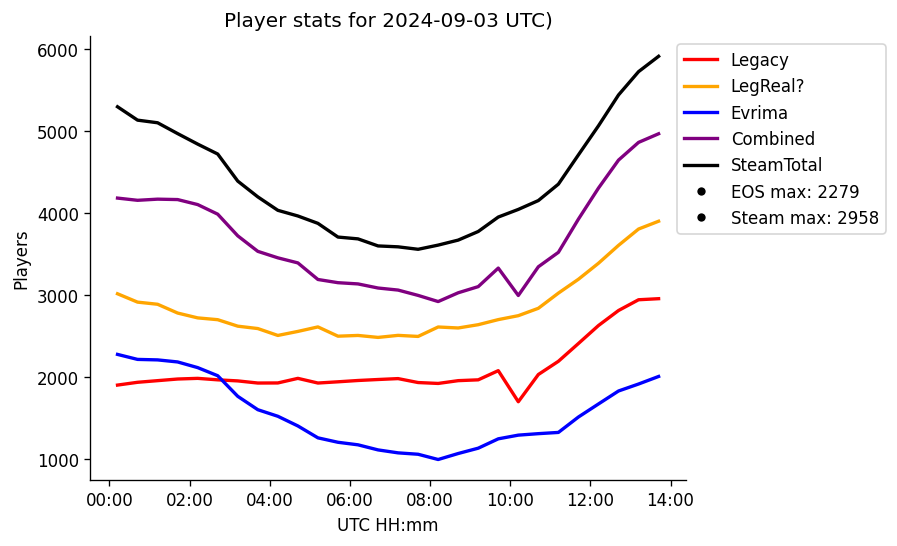 Player stats for 2024-09-03 UTC)
6000
5000
4000
3000
2000
1000
Players
00:00 02:00 04:00 06:00 08:00 10:00 12:00 14:00
UTC HH:mm
Legacy
LegReal?
Evrima
Combined
SteamTotal
EOS max: 2279
Steam max: 2958